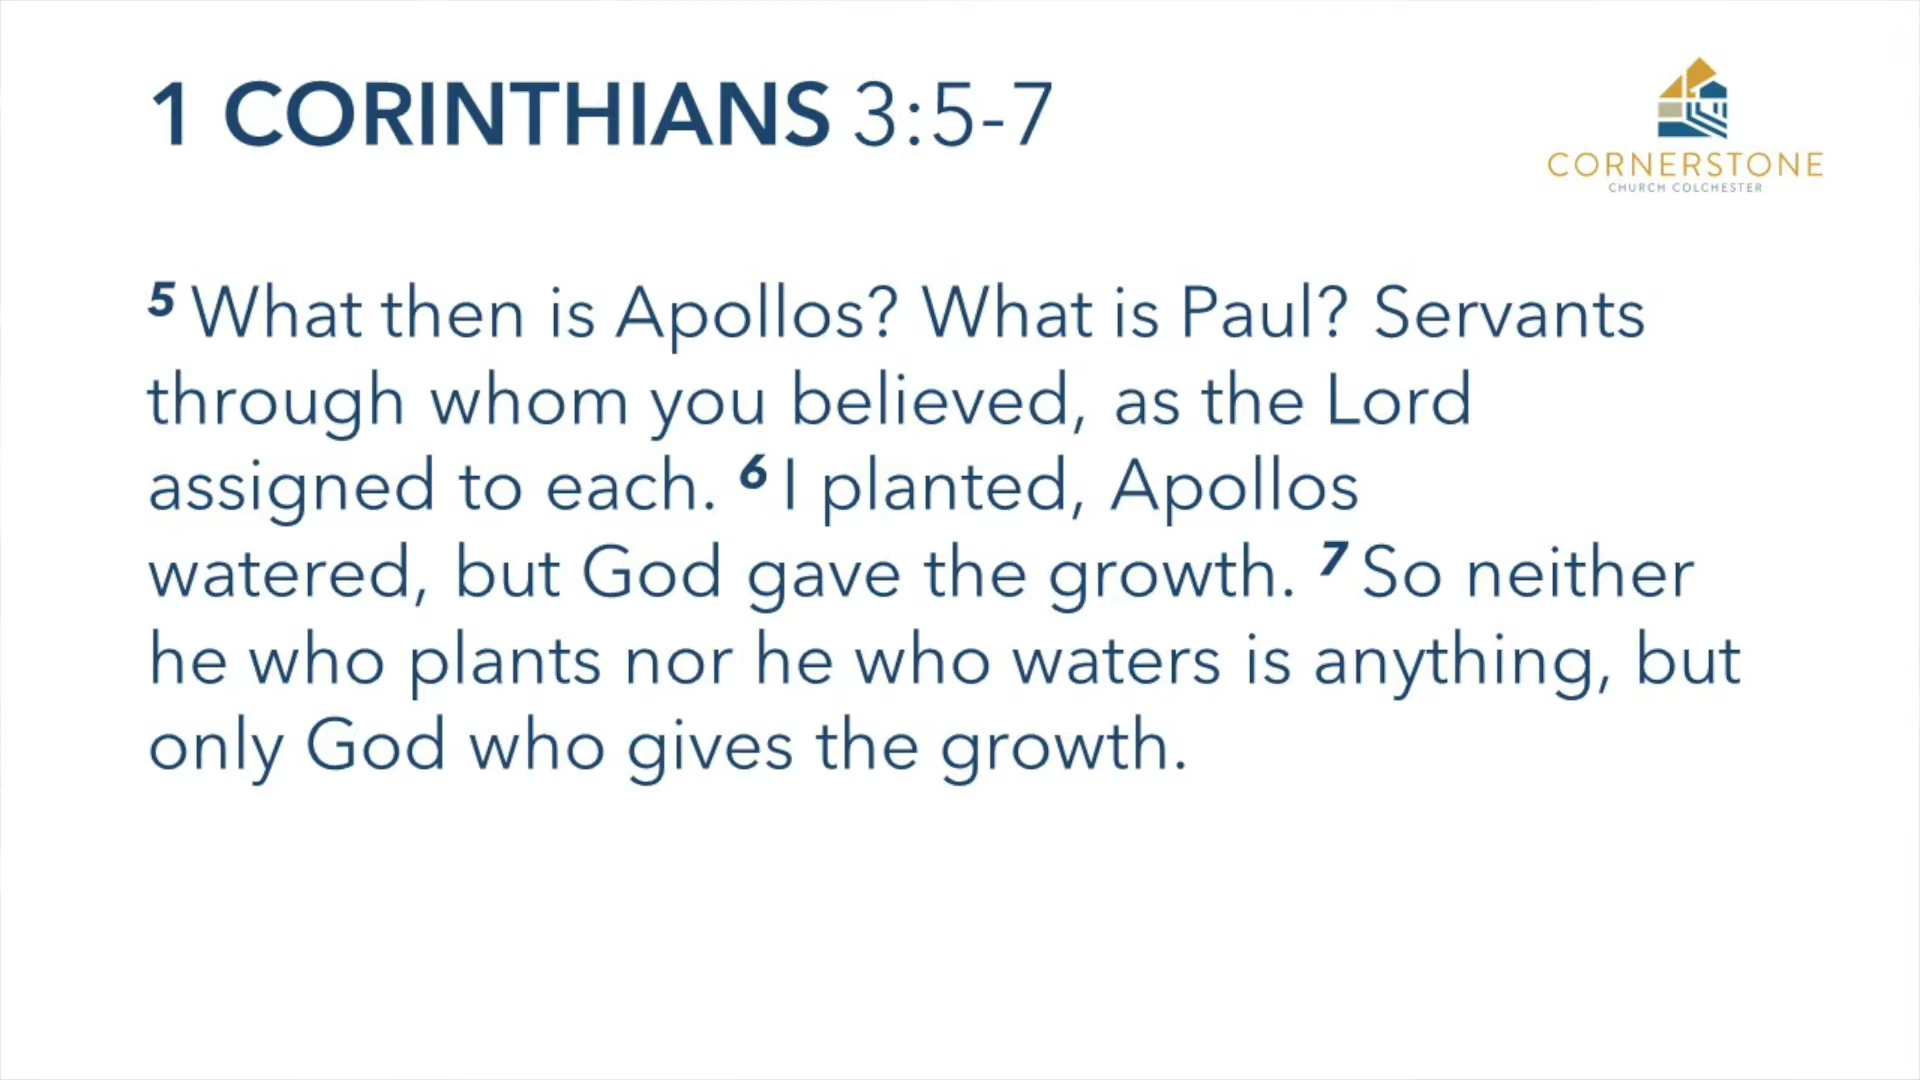 1 CORINTHIANS 3:5-7
CORNERSTONE
CHURCH COLCHESTER
5 What then is Apollos? What is Paul? Servants
through whom you believed, as the Lord
assigned to each. 6 I planted, Apollos
watered, but God gave the growth. 7 So neither
he who plants nor he who waters is anything, but
only God who gives the growth.